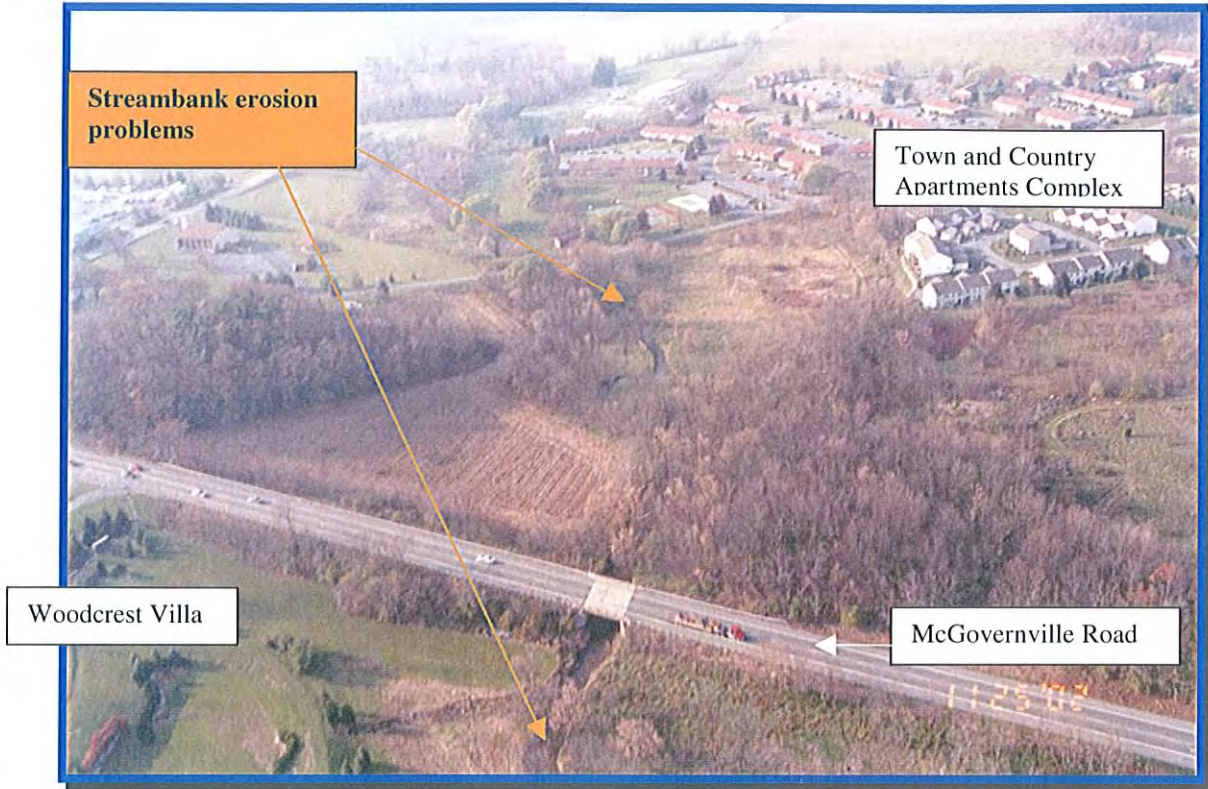 Streambank erosion
problems
Town and Country
Apartments Complex
Woodcrest Villa
McGovernville Road
11 25 '02